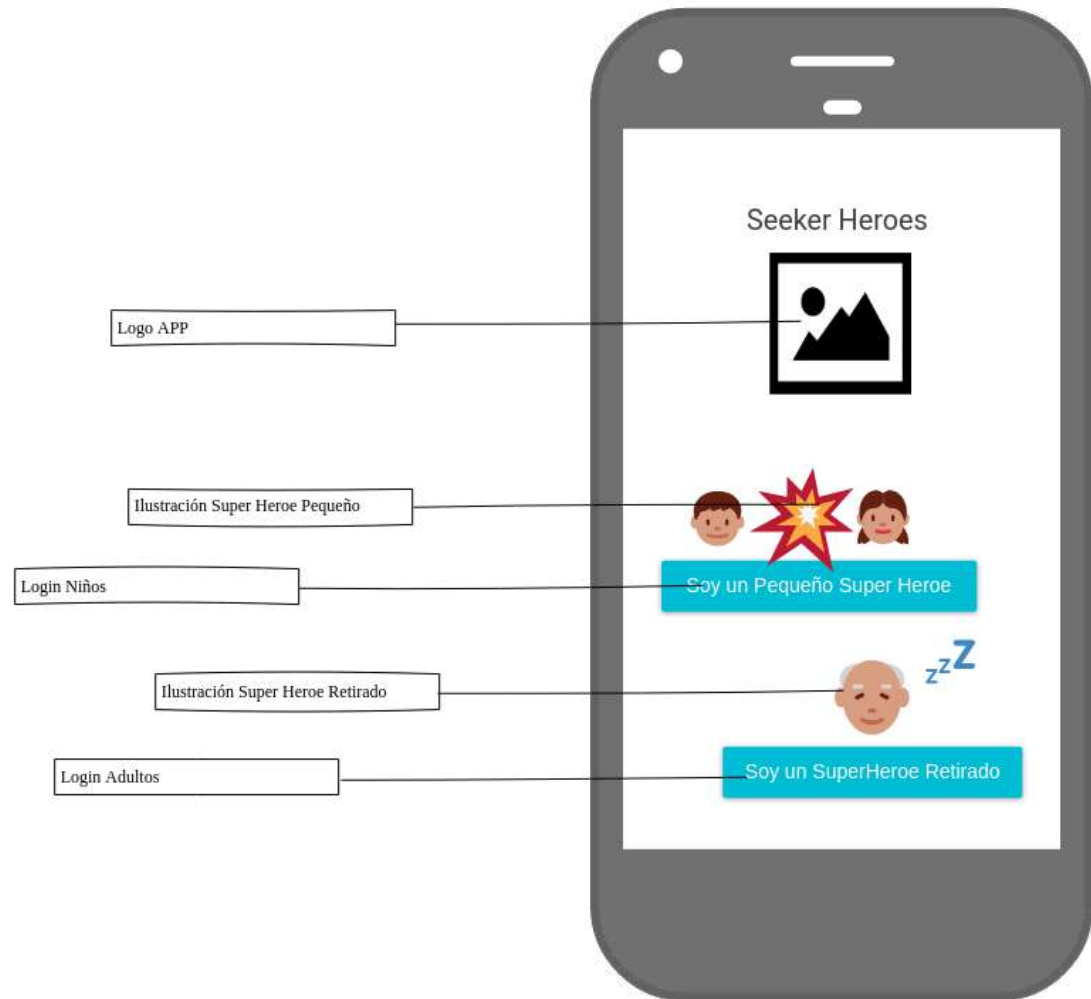 Seeker Heroes
Logo APP
Ilustración Super Heroe Pequeño
Login Niños
Soy un Pequeño Super Heroe
zzZ
Ilustración Super Heroe Retirado
Login Adultos
Soy un SuperHeroe Retirado